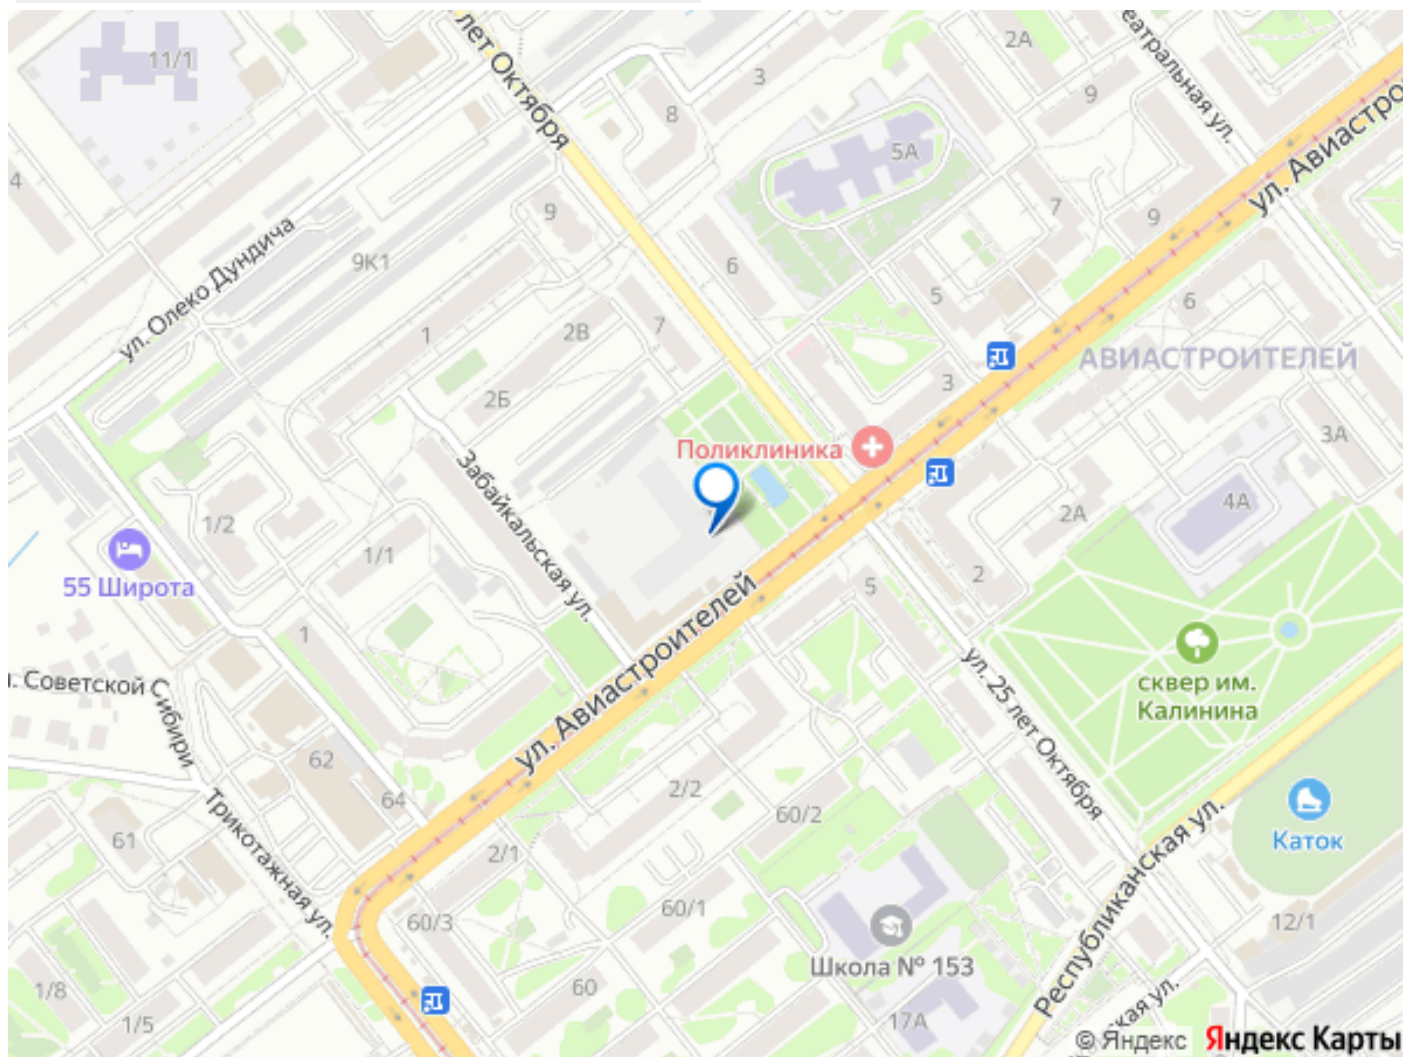 11/1
лет Октября
3
2А
еатральная ул.
8
9
5А
ул. Авиастро
4
9
7
9
ул. Олеко Дундича
9К1
6
5
6
1
2В
7
АВИАСТРОИТЕЛЕЙ
3
2Б
Поликлиника
3А
Забайкальская ул.
4А
1/2
2А
1/1
55 Широта
2
5
ул. Авиастроителей
1
сквер им.
Калинина
. Советской Сибири
ул. 25 лет Октября
62
64
2/2
60/2
Каток
61
Трикотажная ул.
2/1
Республиканская ул.
60/3
60/1
12/1
Школа № 153
1/8
60
17А
1/5
ская ул.
© Яндекс Яндекс Карты